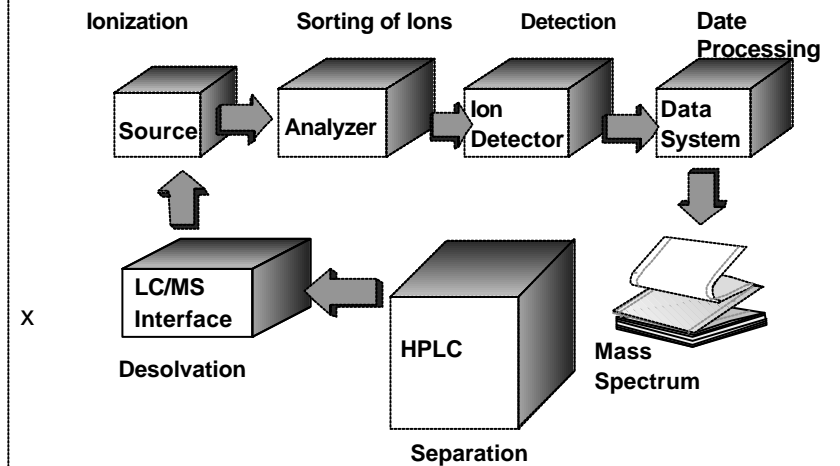 Ionization
Sorting of Ions
Detection
Date
Processing
Source
Analyzer
Ion
Detector
Data
System
LC/MS
Interface
HPLC
Mass
Spectrum
Desolvation
Separation
x